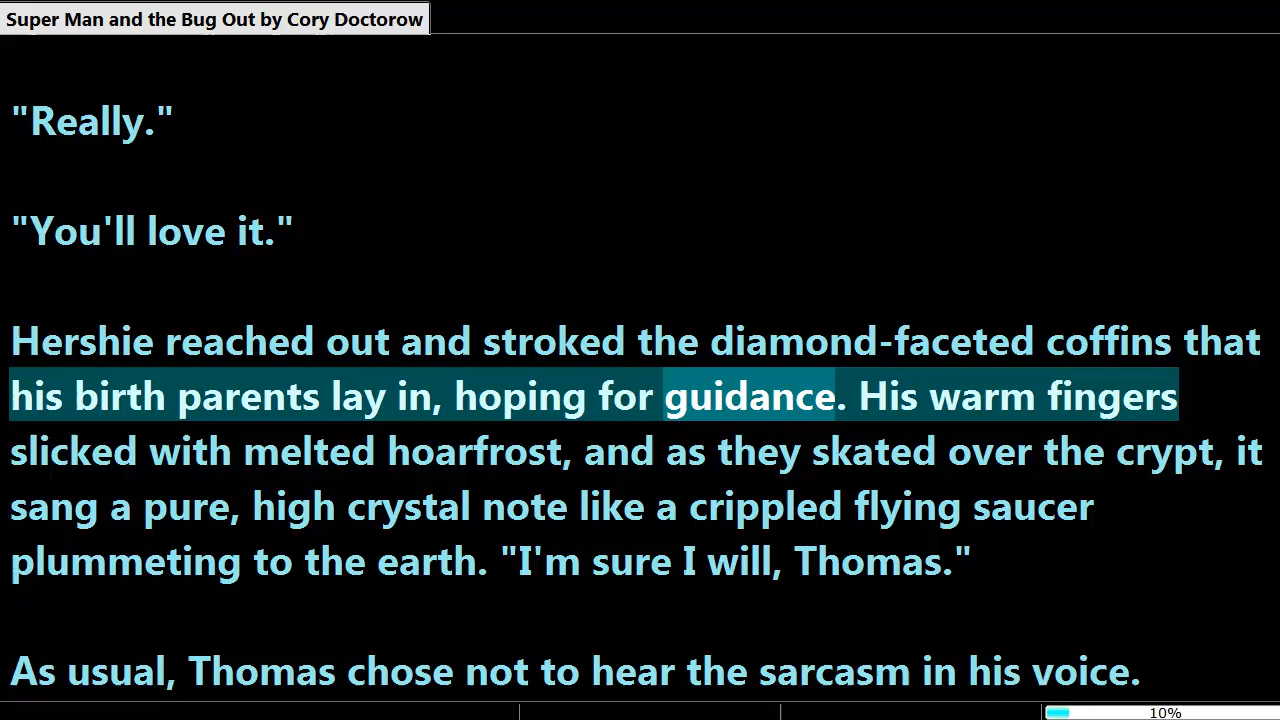 Super Man and the Bug Out by Cory Doctorow
"Really."
"You'll love it."
Hershie reached out and stroked the diamond-faceted coffins that
his birth parents lay in, hoping for guidance. His warm fingers
slicked with melted hoarfrost, and as they skated over the crypt, it
sang a pure, high crystal note like a crippled flying saucer
plummeting to the earth. "I'm sure I will, Thomas."
As usual, Thomas chose not to hear the sarcasm in his voice.
10%